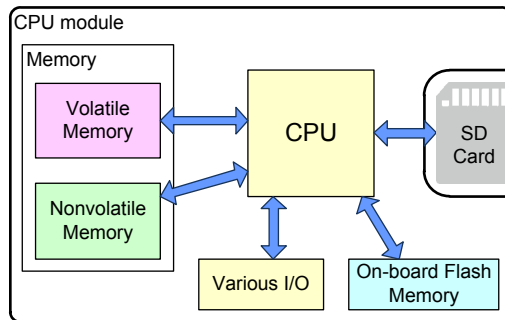 CPU module
Memory
Volatile
Memory
CPU
SD
Card
Nonvolatile
Memory
Various I/O
On-board Flash
Memory